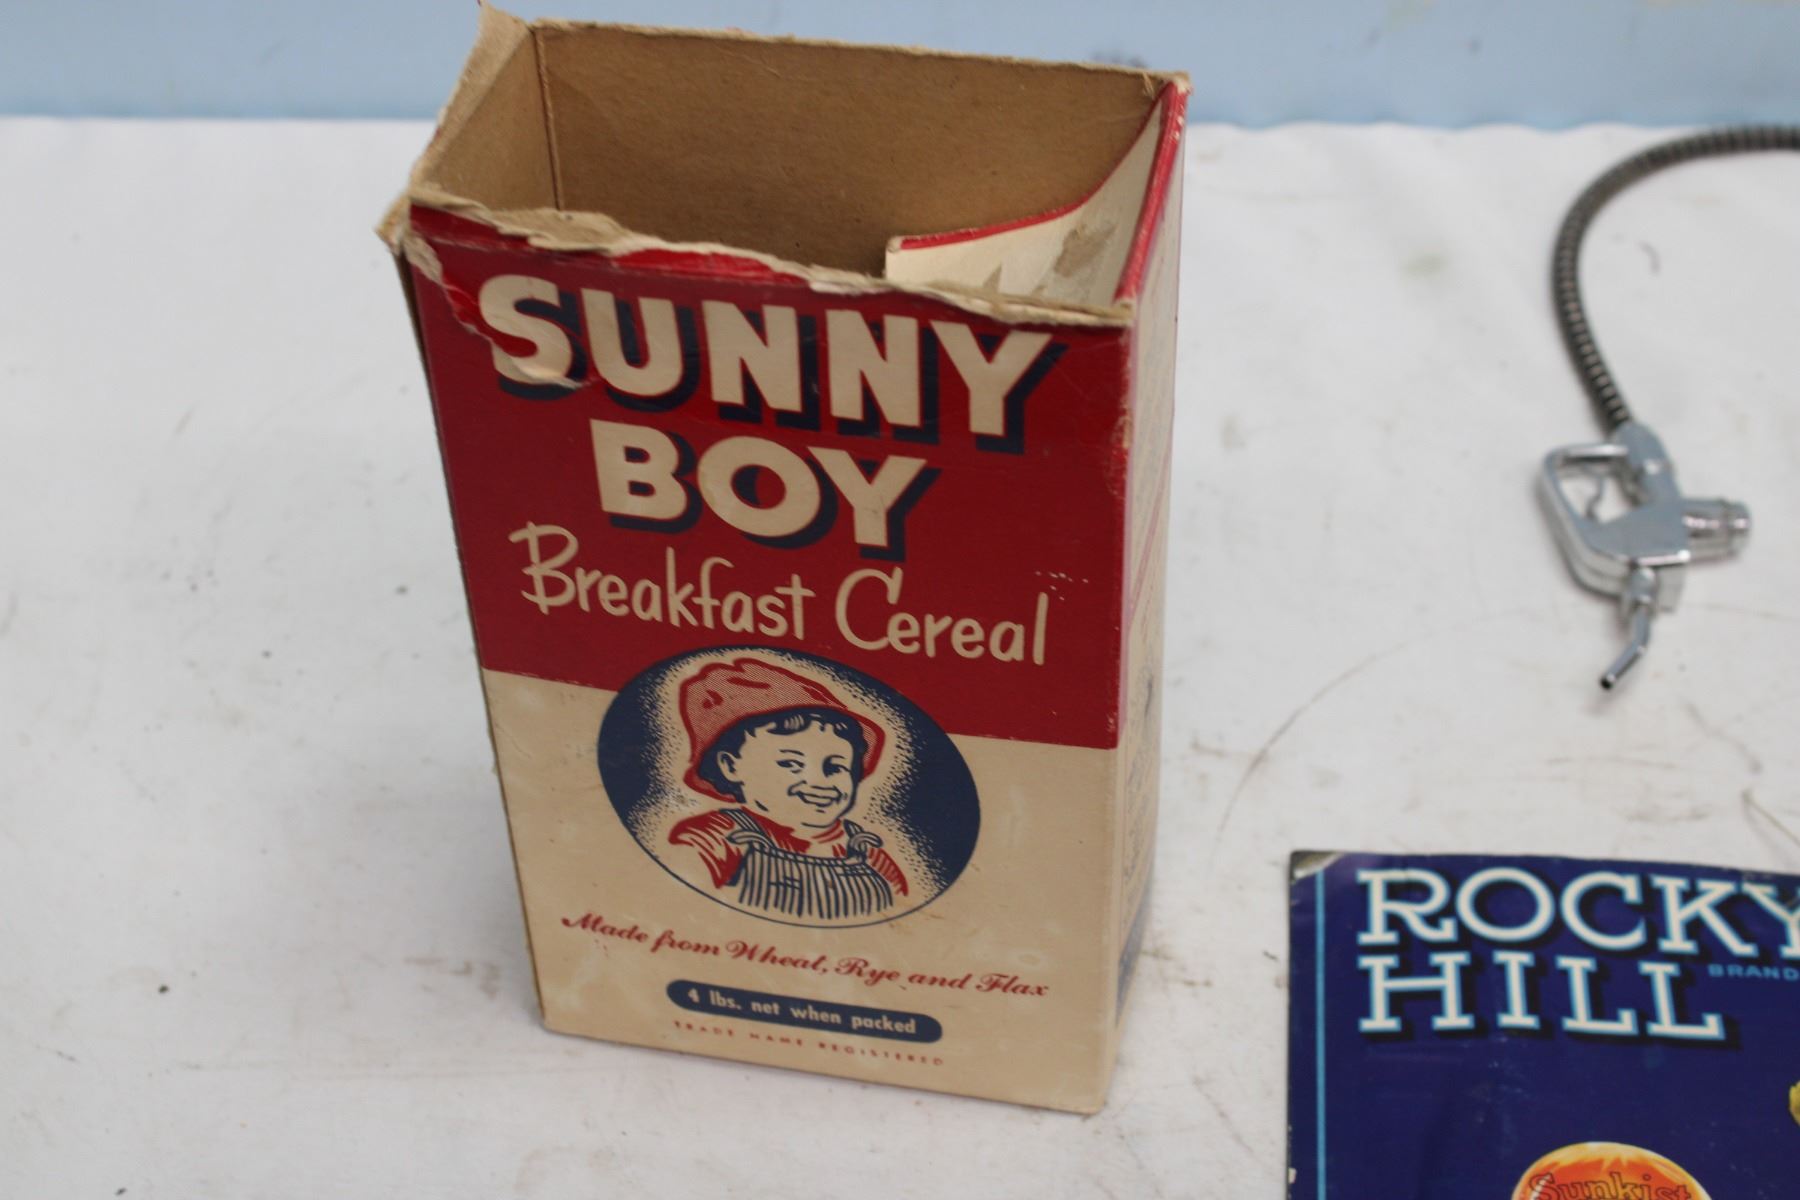 SUNNY
BOY
Breakfast Cereal
Made from Wheat, Rye and Flax
4 lbs. net when packed
TRADE NAME REGISTERED
ROCKY
HILL
BRAND
Sunkist